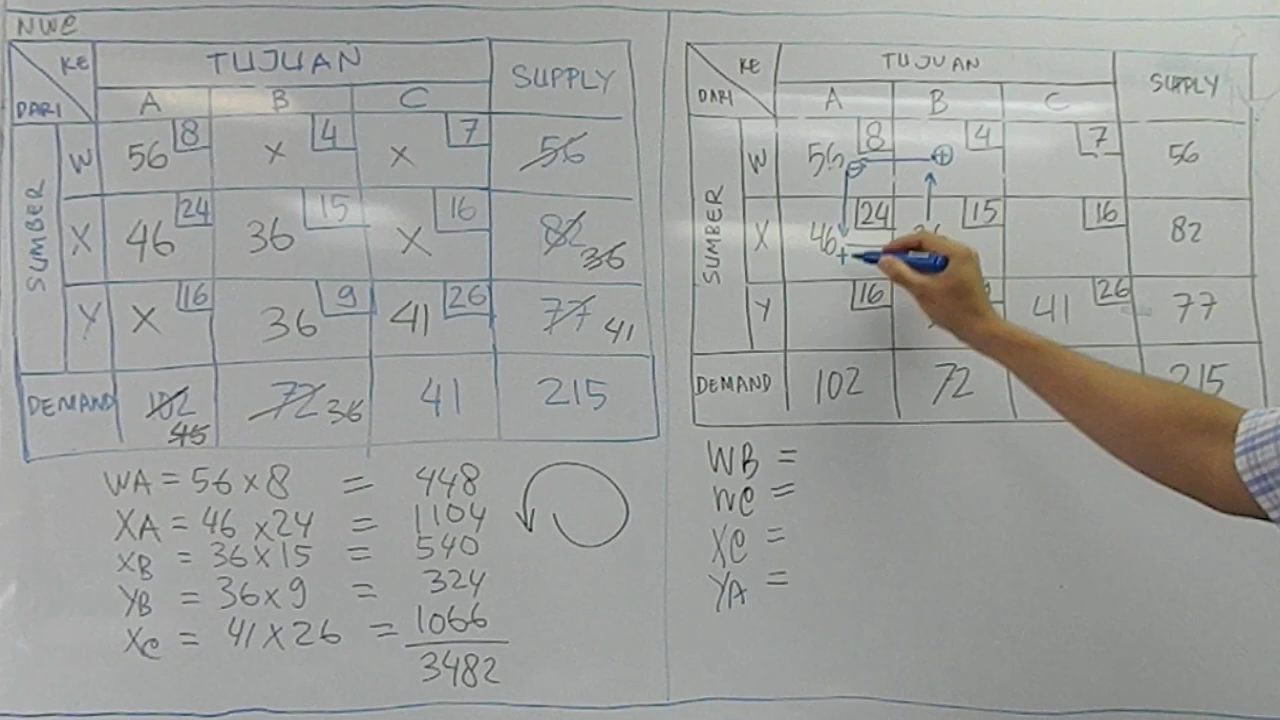 NWC
KE TUJUAN SUPPLY
DARI A B C
SUMBER
W 56 8 X 4 X 7 56
X 46 24 36 15 X 16 82 36
Y X 16 36 9 41 26 77 41
DEMAND 102 45 72 36 41 215
WA = 56 x 8 = 448
XA = 46 x 24 = 1104
XB = 36 x 15 = 540
YB = 36 x 9 = 324
XC = 41 x 26 = 1066
3482
KE TUJUAN SUPPLY
DARI A B C
SUMBER
W 56 8 - + 4 7 56
X 46 24 + 15 16 82
Y 16 41 26 77
DEMAND 102 72 215
WB =
WC =
XC =
YA =